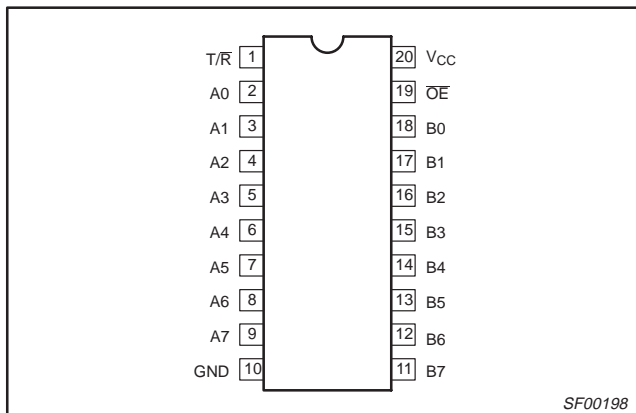 T/R̅ 1 20 VCC
A0 2 19 O̅E̅
A1 3 18 B0
A2 4 17 B1
A3 5 16 B2
A4 6 15 B3
A5 7 14 B4
A6 8 13 B5
A7 9 12 B6
GND 10 11 B7
SF00198